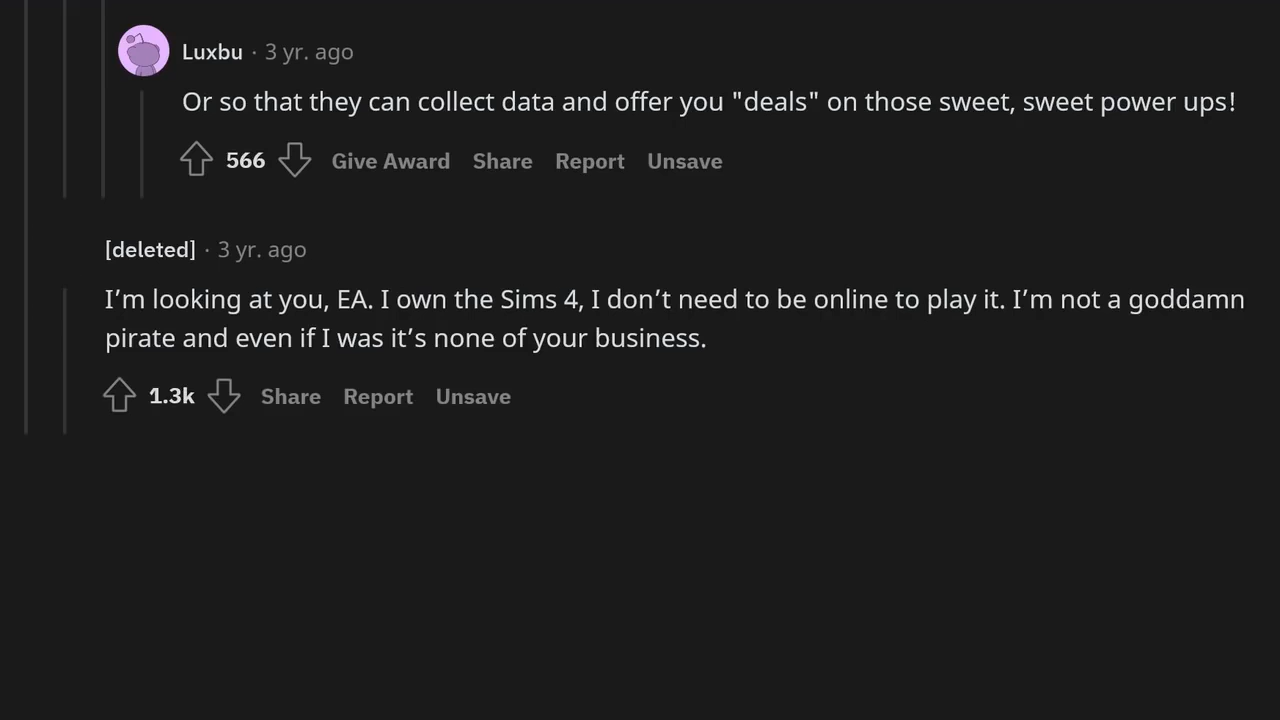 Luxbu · 3 yr. ago
Or so that they can collect data and offer you "deals" on those sweet, sweet power ups!
566 Give Award Share Report Unsave
[deleted] · 3 yr. ago
I’m looking at you, EA. I own the Sims 4, I don’t need to be online to play it. I’m not a goddamn
pirate and even if I was it’s none of your business.
1.3k Share Report Unsave